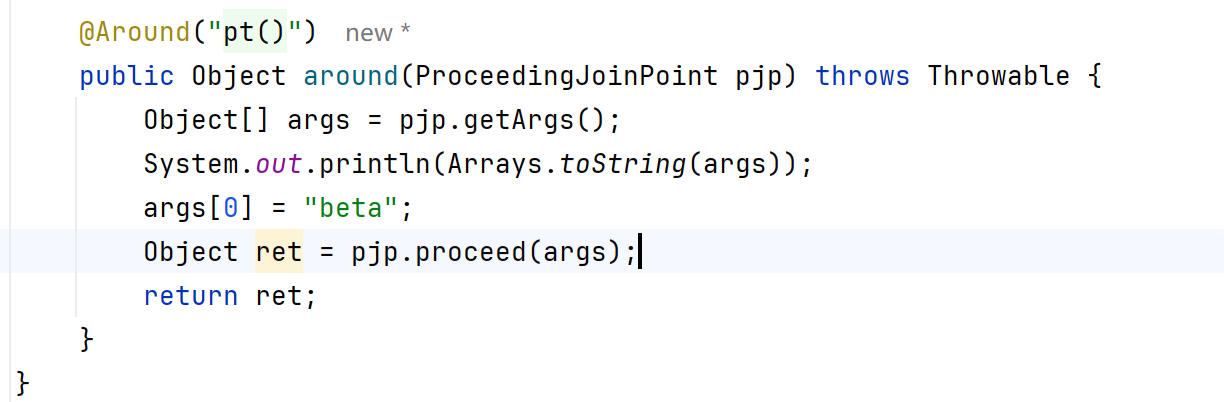 @Around("pt()") new *
public Object around(ProceedingJoinPoint pjp) throws Throwable {
Object[] args = pjp.getArgs();
System.out.println(Arrays.toString(args));
args[0] = "beta";
Object ret = pjp.proceed(args);
return ret;
}
}